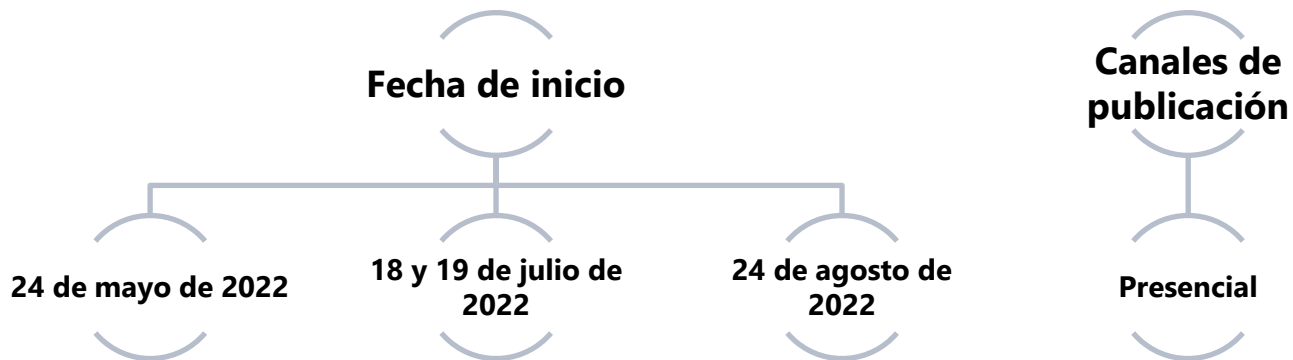 Fecha de inicio
Canales de
publicación
24 de mayo de 2022
18 y 19 de julio de
2022
24 de agosto de
2022
Presencial